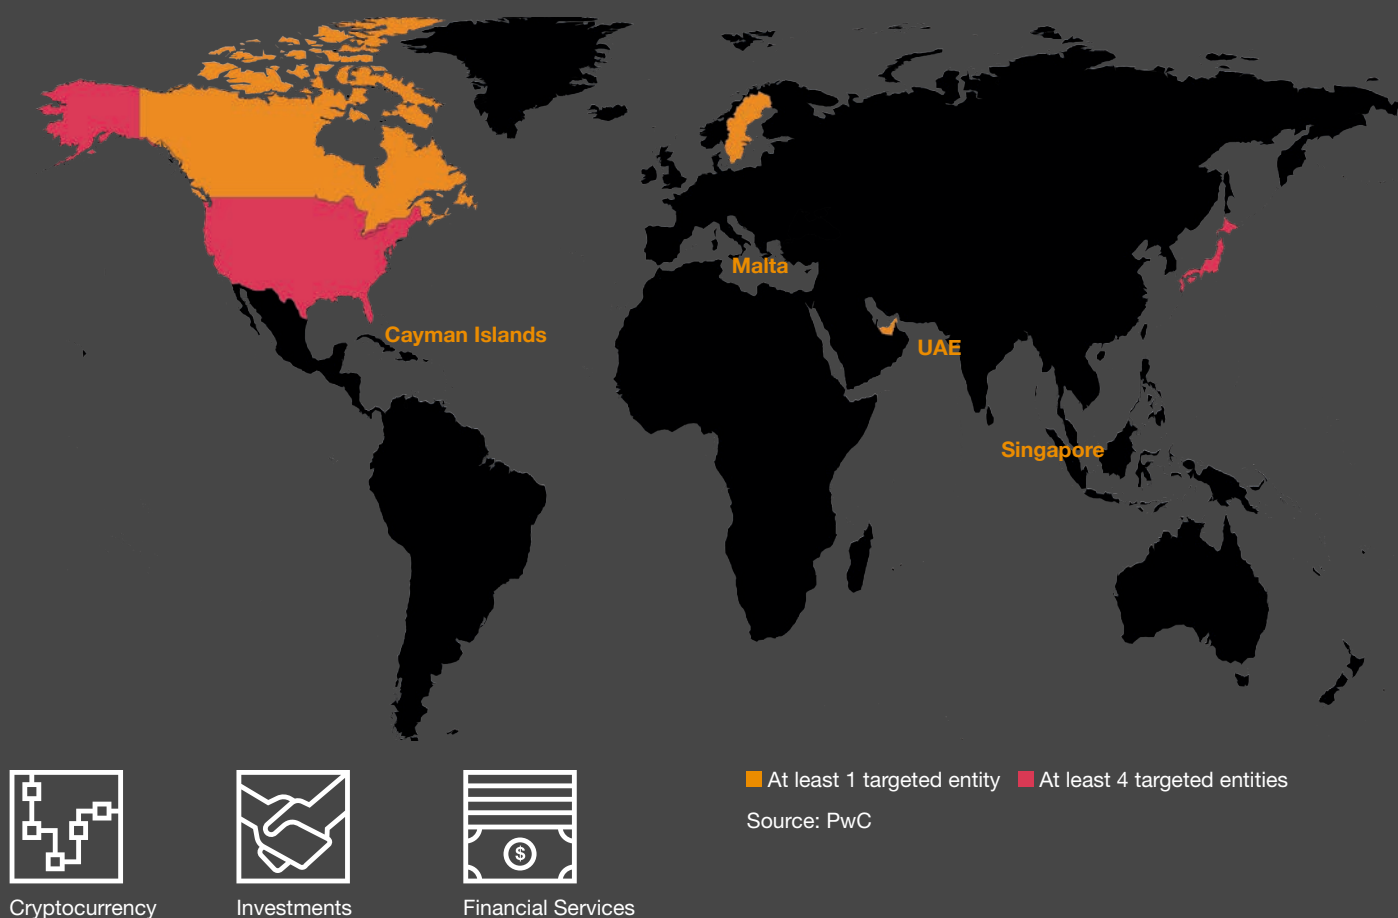 Malta
Cayman Islands
UAE
Singapore
At least 1 targeted entity
At least 4 targeted entities
Source: PwC
$
Cryptocurrency
Investments
Financial Services